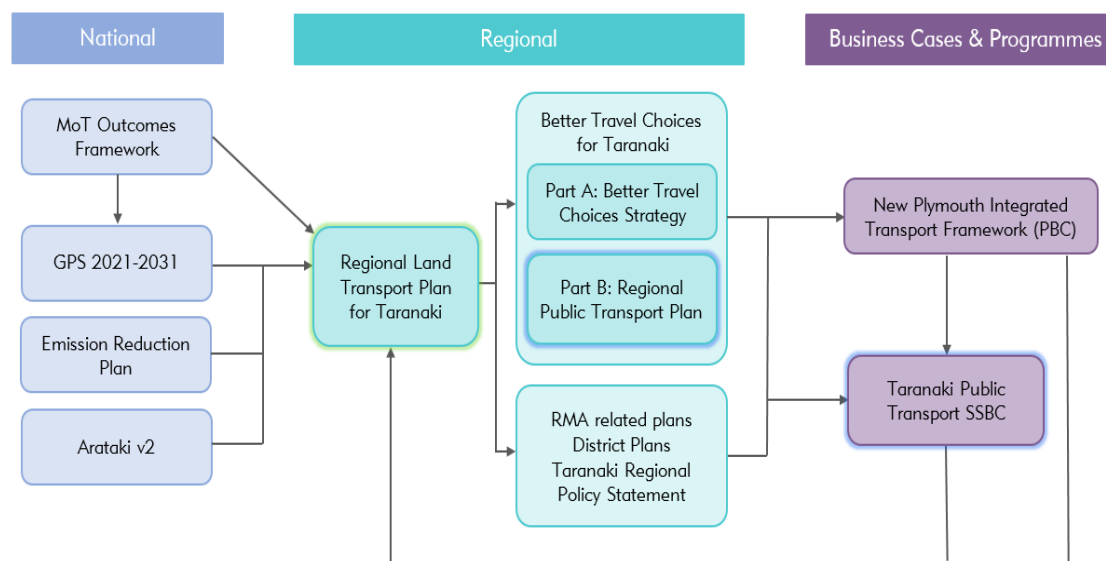 National
Regional
Business Cases & Programmes
MoT Outcomes
Framework
GPS 2021-2031
Emission Reduction
Plan
Arataki v2
Regional Land
Transport Plan
for Taranaki
Better Travel Choices
for Taranaki
Part A: Better Travel
Choices Strategy
Part B: Regional
Public Transport Plan
RMA related plans
District Plans
Taranaki Regional
Policy Statement
New Plymouth Integrated
Transport Framework (PBC)
Taranaki Public
Transport SSBC